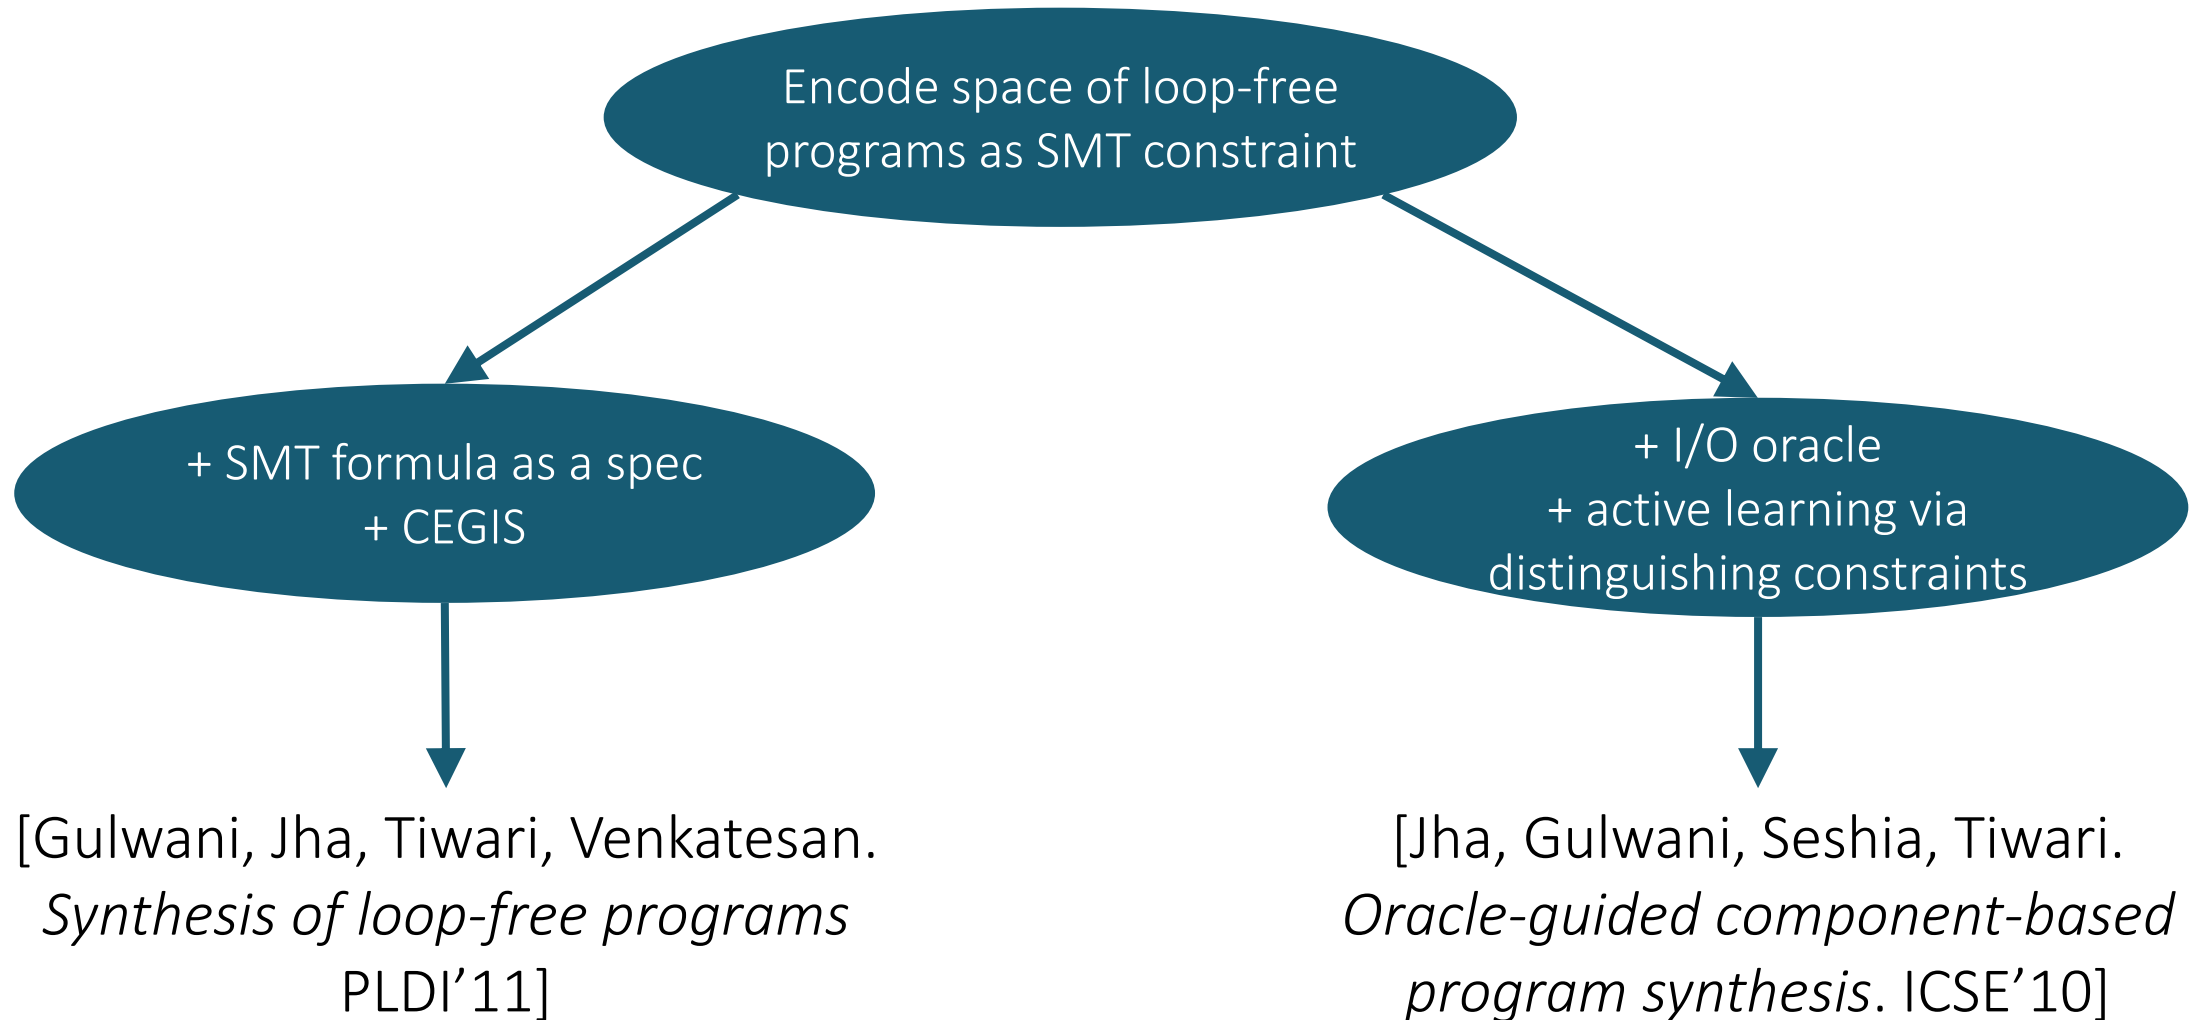 Encode space of loop-free
programs as SMT constraint
+ SMT formula as a spec
+ CEGIS
+ I/O oracle
+ active learning via
distinguishing constraints
[Gulwani, Jha, Tiwari, Venkatesan.
Synthesis of loop-free programs
PLDI’11]
[Jha, Gulwani, Seshia, Tiwari.
Oracle-guided component-based
program synthesis. ICSE’10]